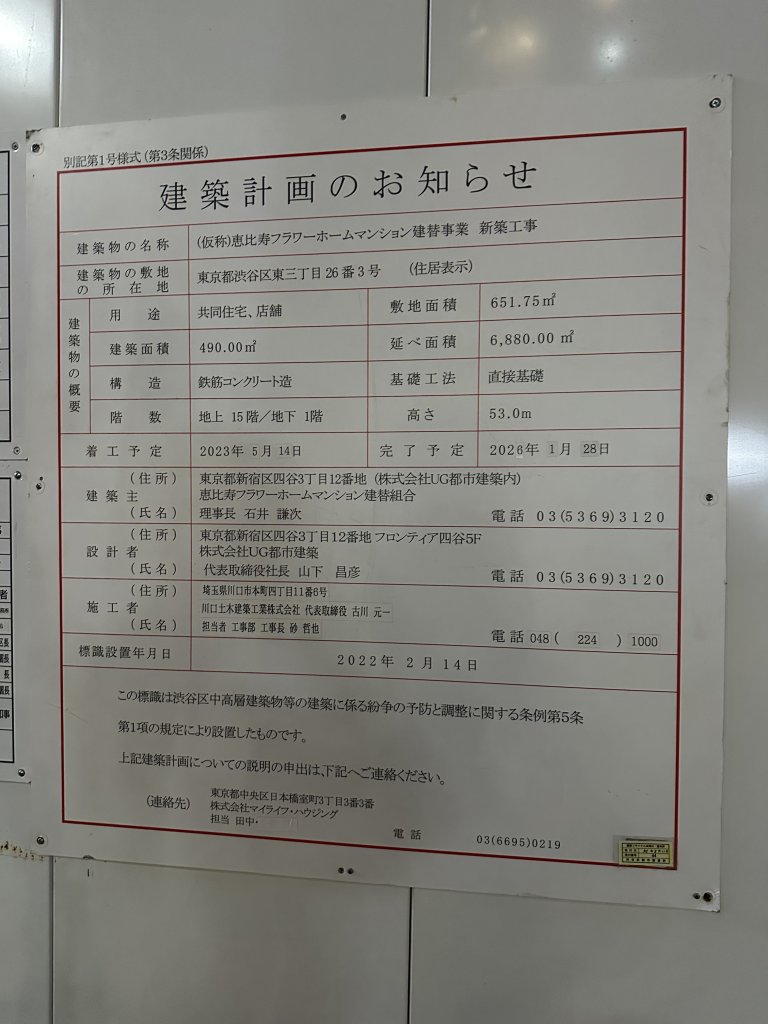 別記第1号様式(第3条関係)
建築計画のお知らせ
建築物の名称 (仮称)恵比寿フラワーホームマンション建替事業 新築工事
建築物の敷地の所在地 東京都渋谷区東三丁目26番3号 (住居表示)
建築物の概要
用途 共同住宅、店舗 敷地面積 651.75㎡
建築面積 490.00㎡ 延べ面積 6,880.00㎡
構造 鉄筋コンクリート造 基礎工法 直接基礎
階数 地上 15階/地下 1階 高さ 53.0m
着工予定 2023年 5月 14日 完了予定 2026年 1月 28日
建築主
(住所) 東京都新宿区四谷3丁目12番地 (株式会社UG都市建築内)
恵比寿フラワーホームマンション建替組合
(氏名) 理事長 石井 謙次 電話 03(5369)3120
設計者
(住所) 東京都新宿区四谷3丁目12番地 フロンティア四谷5F
株式会社UG都市建築
(氏名) 代表取締役社長 山下 昌彦 電話 03(5369)3120
施工者
(住所) 埼玉県川口市本町四丁目11番6号
川口土木建築工業株式会社 代表取締役 古川 元一
(氏名) 担当者 工事部 工事長 砂 哲也 電話 048( 224 )1000
標識設置年月日 2022年 2月 14日
この標識は渋谷区中高層建築物等の建築に係る紛争の予防と調整に関する条例第5条
第1項の規定により設置したものです。
上記建築計画についての説明の申出は、下記へご連絡ください。
(連絡先) 東京都中央区日本橋室町3丁目3番3番
株式会社マイライフ・ハウジング
担当 田中・
電話 03(6695)0219